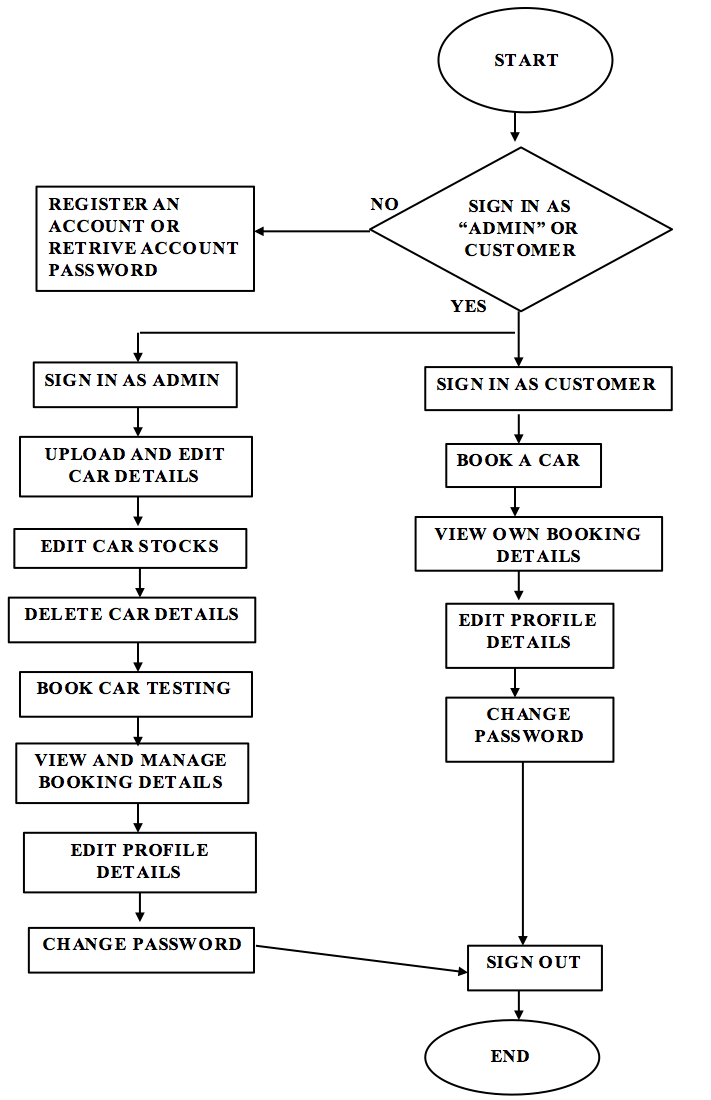 START
NO
SIGN IN AS
“ADMIN” OR
CUSTOMER
REGISTER AN
ACCOUNT OR
RETRIVE ACCOUNT
PASSWORD
YES
SIGN IN AS ADMIN
UPLOAD AND EDIT
CAR DETAILS
EDIT CAR STOCKS
DELETE CAR DETAILS
BOOK CAR TESTING
VIEW AND MANAGE
BOOKING DETAILS
EDIT PROFILE
DETAILS
CHANGE PASSWORD
SIGN IN AS CUSTOMER
BOOK A CAR
VIEW OWN BOOKING
DETAILS
EDIT PROFILE
DETAILS
CHANGE
PASSWORD
SIGN OUT
END